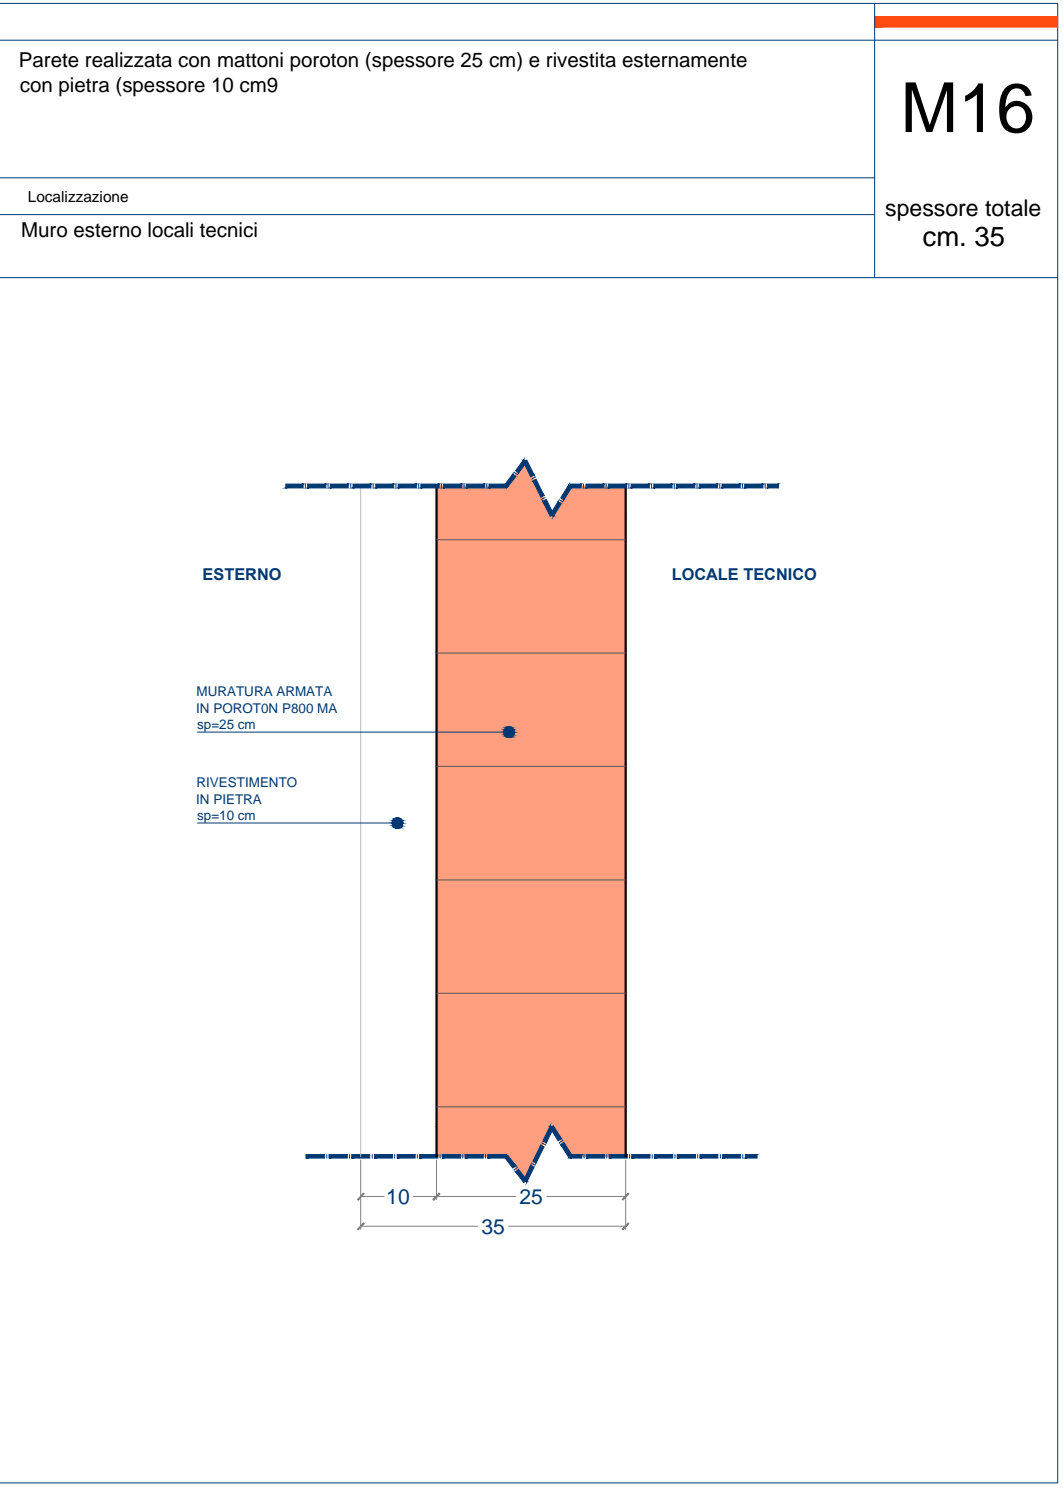 Parete realizzata con mattoni poroton (spessore 25 cm) e rivestita esternamente
con pietra (spessore 10 cm9
M16
Localizzazione
spessore totale
cm. 35
Muro esterno locali tecnici
ESTERNO
LOCALE TECNICO
MURATURA ARMATA
IN POROT0N P800 MA
sp=25 cm
RIVESTIMENTO
IN PIETRA
sp=10 cm
10
25
35